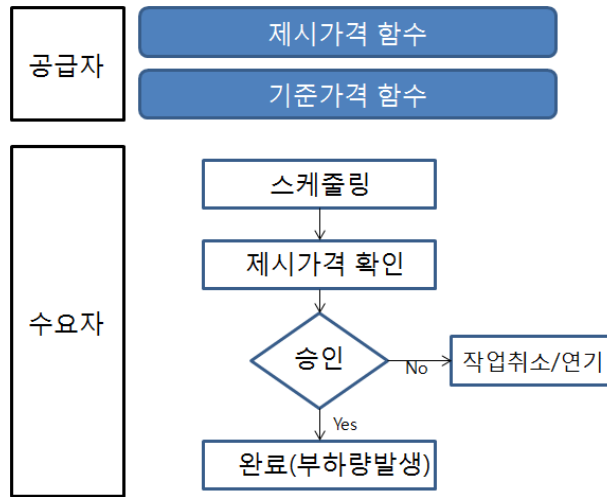 공급자
제시가격 함수
기준가격 함수
수요자
스케줄링
제시가격 확인
승인
No
작업취소/연기
Yes
완료(부하량발생)